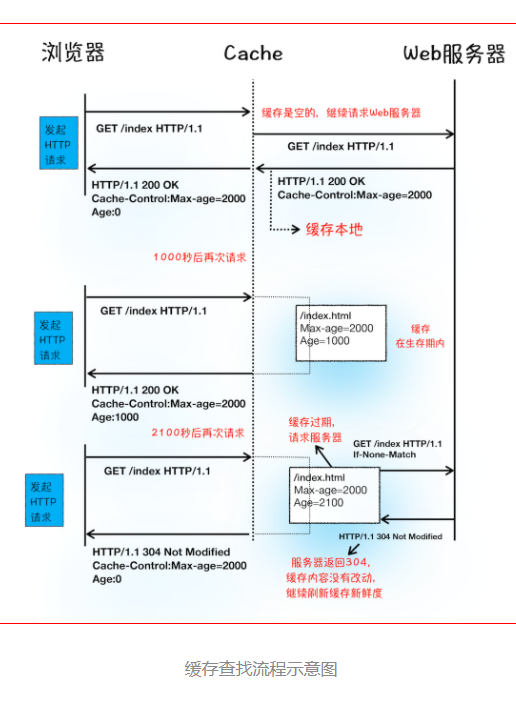 浏览器
Cache
Web服务器
发起
HTTP
请求
GET /index HTTP/1.1
缓存是空的，继续请求Web服务器
GET /index HTTP/1.1
HTTP/1.1 200 OK
Cache-Control:Max-age=2000
Age:0
HTTP/1.1 200 OK
Cache-Control:Max-age=2000
缓存本地
1000秒后再次请求
发起
HTTP
请求
GET /index HTTP/1.1
/index.html
Max-age=2000
Age=1000
缓存
在生存期内
HTTP/1.1 200 OK
Cache-Control:Max-age=2000
Age:1000
2100秒后再次请求
缓存过期，
请求服务器
GET /index HTTP/1.1
If-None-Match
发起
HTTP
请求
GET /index HTTP/1.1
/index.html
Max-age=2000
Age=2100
HTTP/1.1 304 Not Modified
HTTP/1.1 304 Not Modified
Cache-Control:Max-age=2000
Age:0
服务器返回304，
缓存内容没有改动，
继续刷新缓存新鲜度
缓存查找流程示意图